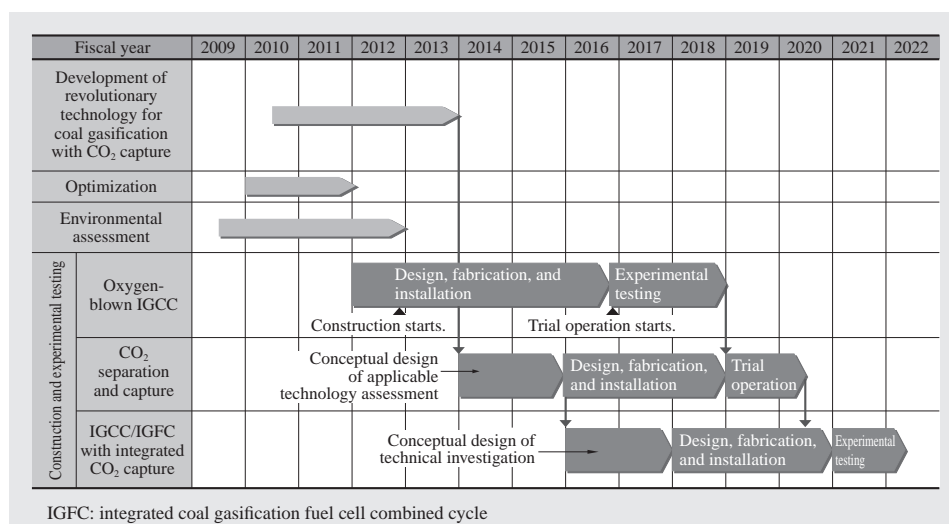 Fiscal year 2009 2010 2011 2012 2013 2014 2015 2016 2017 2018 2019 2020 2021 2022
Development of
revolutionary
technology for
coal gasification
with CO₂ capture
Optimization
Environmental
assessment
Construction and experimental testing
Oxygen-
blown IGCC
Design, fabrication, and
installation
Experimental
testing
Construction starts.
Trial operation starts.
CO₂
separation
and capture
Conceptual design
of applicable
technology assessment
Design, fabrication,
and installation
Trial
operation
IGCC/IGFC
with integrated
CO₂ capture
Conceptual design of
technical investigation
Design, fabrication,
and installation
Experimental
testing
IGFC: integrated coal gasification fuel cell combined cycle